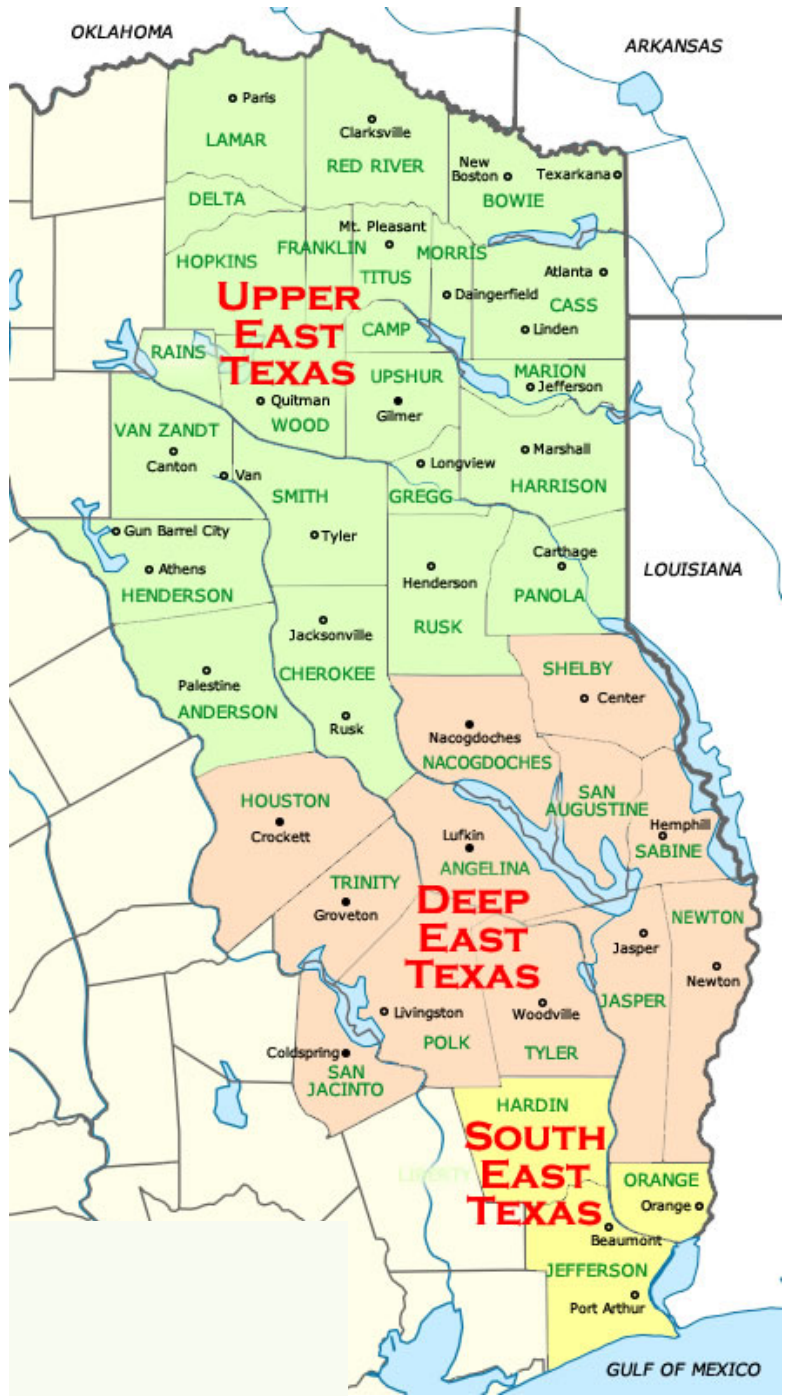 OKLAHOMA
ARKANSAS
Paris
LAMAR
Clarksville
RED RIVER
New
Boston
Texarkana
BOWIE
DELTA
HOPKINS
FRANKLIN
Mt. Pleasant
TITUS
MORRIS
Daingerfield
Atlanta
CASS
Linden
UPPER
EAST
TEXAS
CAMP
RAINS
UPSHUR
Gilmer
MARION
Jefferson
Quitman
WOOD
VAN ZANDT
Canton
Van
SMITH
Tyler
Longview
GREGG
Marshall
HARRISON
Gun Barrel City
Athens
HENDERSON
Henderson
RUSK
Carthage
PANOLA
LOUISIANA
Jacksonville
CHEROKEE
Rusk
Palestine
ANDERSON
SHELBY
Center
Nacogdoches
NACOGDOCHES
HOUSTON
Crockett
SAN
AUGUSTINE
Hemphill
SABINE
Lufkin
ANGELINA
TRINITY
Groveton
DEEP
EAST
TEXAS
NEWTON
Newton
Jasper
JASPER
Livingston
POLK
Woodville
TYLER
Coldspring
SAN
JACINTO
HARDIN
SOUTH
EAST
TEXAS
LIBERTY
ORANGE
Orange
Beaumont
JEFFERSON
Port Arthur
GULF OF MEXICO